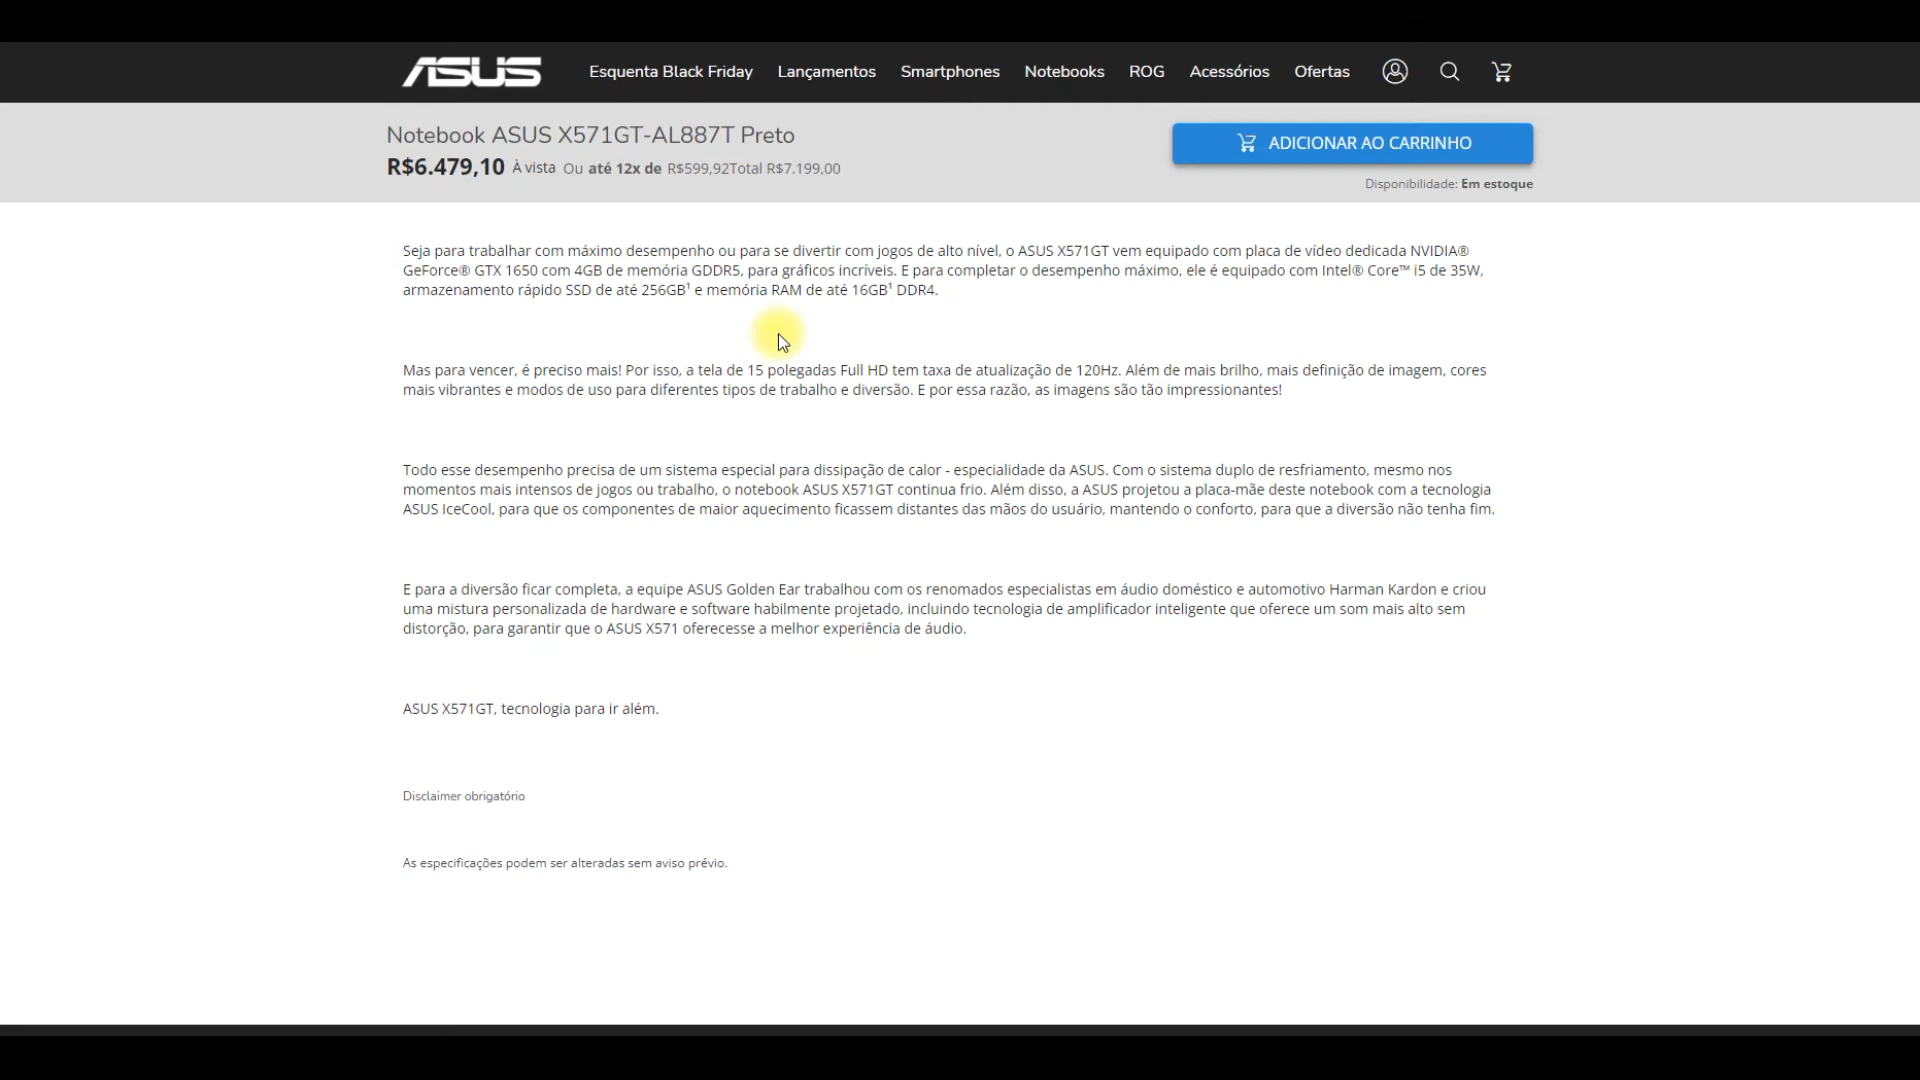 ASUS Esquenta Black Friday Lançamentos Smartphones Notebooks ROG Acessórios Ofertas
Notebook ASUS X571GT-AL887T Preto
R$6.479,10 À vista Ou até 12x de R$599,92Total R$7.199,00
ADICIONAR AO CARRINHO
Disponibilidade: Em estoque
Seja para trabalhar com máximo desempenho ou para se divertir com jogos de alto nível, o ASUS X571GT vem equipado com placa de vídeo dedicada NVIDIA®
GeForce® GTX 1650 com 4GB de memória GDDR5, para gráficos incríveis. E para completar o desempenho máximo, ele é equipado com Intel® Core™ i5 de 35W,
armazenamento rápido SSD de até 256GB¹ e memória RAM de até 16GB¹ DDR4.
Mas para vencer, é preciso mais! Por isso, a tela de 15 polegadas Full HD tem taxa de atualização de 120Hz. Além de mais brilho, mais definição de imagem, cores
mais vibrantes e modos de uso para diferentes tipos de trabalho e diversão. E por essa razão, as imagens são tão impressionantes!
Todo esse desempenho precisa de um sistema especial para dissipação de calor - especialidade da ASUS. Com o sistema duplo de resfriamento, mesmo nos
momentos mais intensos de jogos ou trabalho, o notebook ASUS X571GT continua frio. Além disso, a ASUS projetou a placa-mãe deste notebook com a tecnologia
ASUS IceCool, para que os componentes de maior aquecimento ficassem distantes das mãos do usuário, mantendo o conforto, para que a diversão não tenha fim.
E para a diversão ficar completa, a equipe ASUS Golden Ear trabalhou com os renomados especialistas em áudio doméstico e automotivo Harman Kardon e criou
uma mistura personalizada de hardware e software habilmente projetado, incluindo tecnologia de amplificador inteligente que oferece um som mais alto sem
distorção, para garantir que o ASUS X571 oferecesse a melhor experiência de áudio.
ASUS X571GT, tecnologia para ir além.
Disclaimer obrigatório
As especificações podem ser alteradas sem aviso prévio.